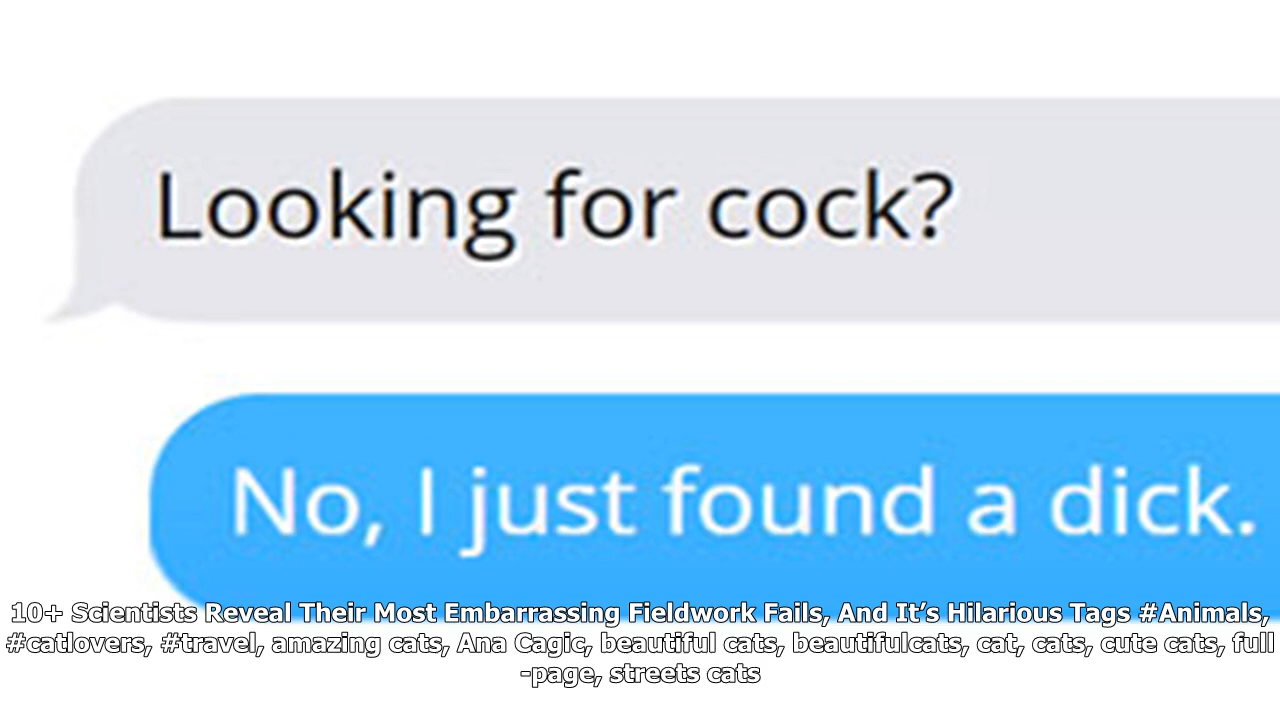 Looking for cock?
No, I just found a dick.
10+ Scientists Reveal Their Most Embarrassing Fieldwork Fails, And It’s Hilarious Tags #Animals,
#catlovers, #travel, amazing cats, Ana Cagic, beautiful cats, beautifulcats, cat, cats, cute cats, full
-page, streets cats